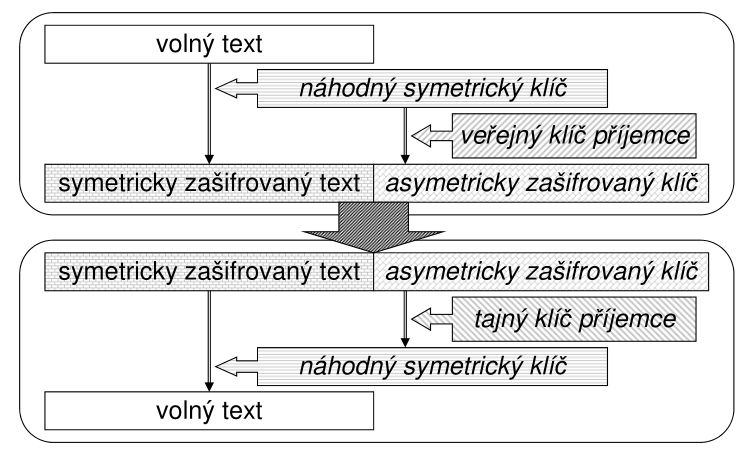 volný text
náhodný symetrický klíč
veřejný klíč příjemce
symetricky zašifrovaný text asymetricky zašifrovaný klíč
symetricky zašifrovaný text asymetricky zašifrovaný klíč
tajný klíč příjemce
náhodný symetrický klíč
volný text